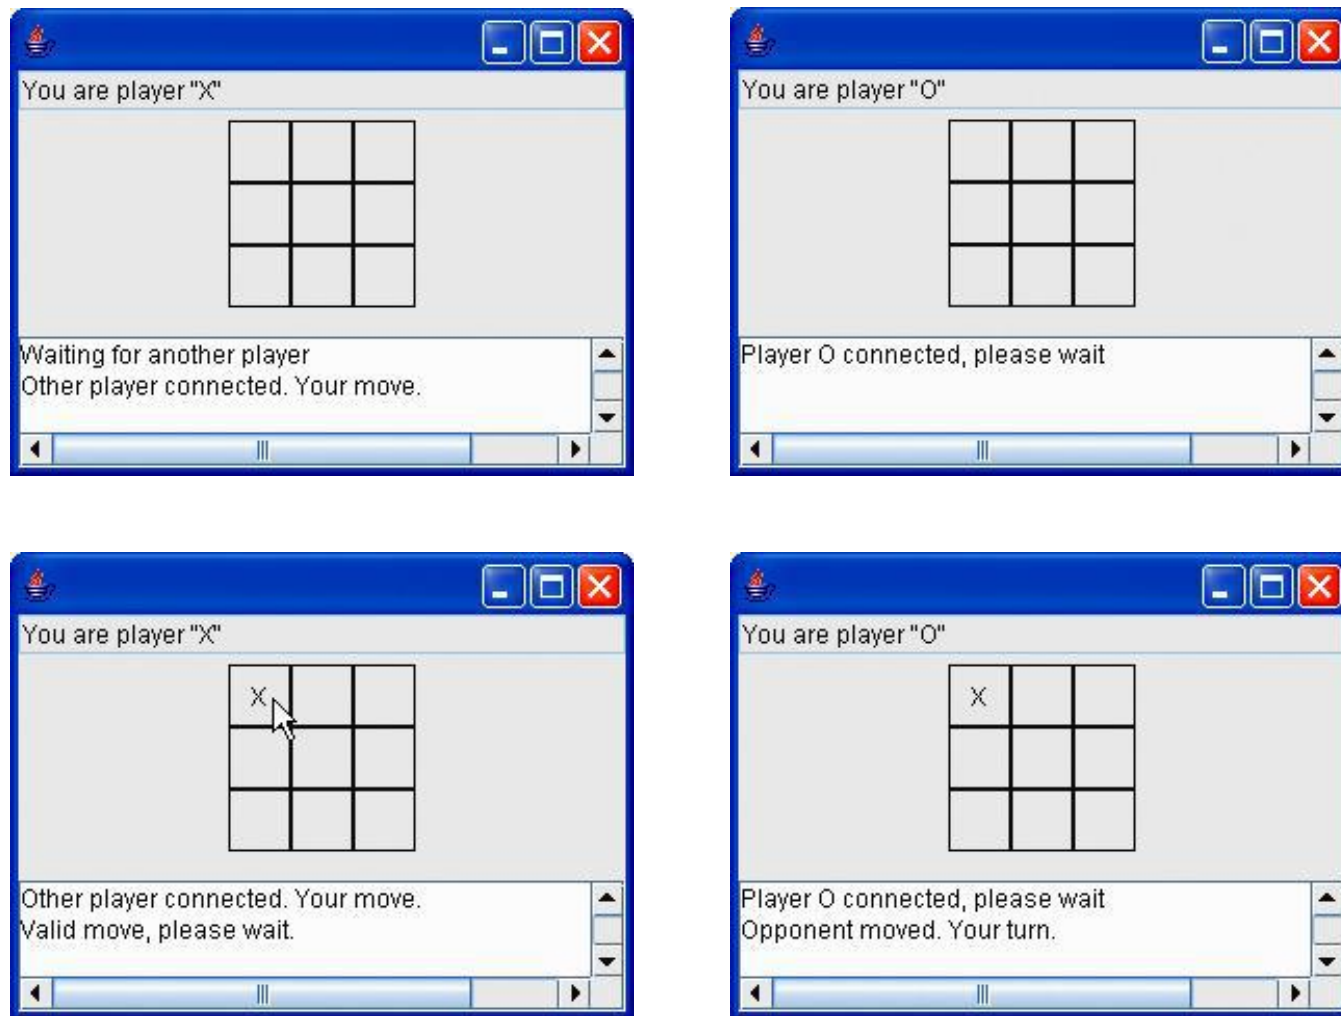 You are player "X"
Waiting for another player
Other player connected. Your move.
You are player "O"
Player O connected, please wait
You are player "X"
X
Other player connected. Your move.
Valid move, please wait.
You are player "O"
X
Player O connected, please wait
Opponent moved. Your turn.